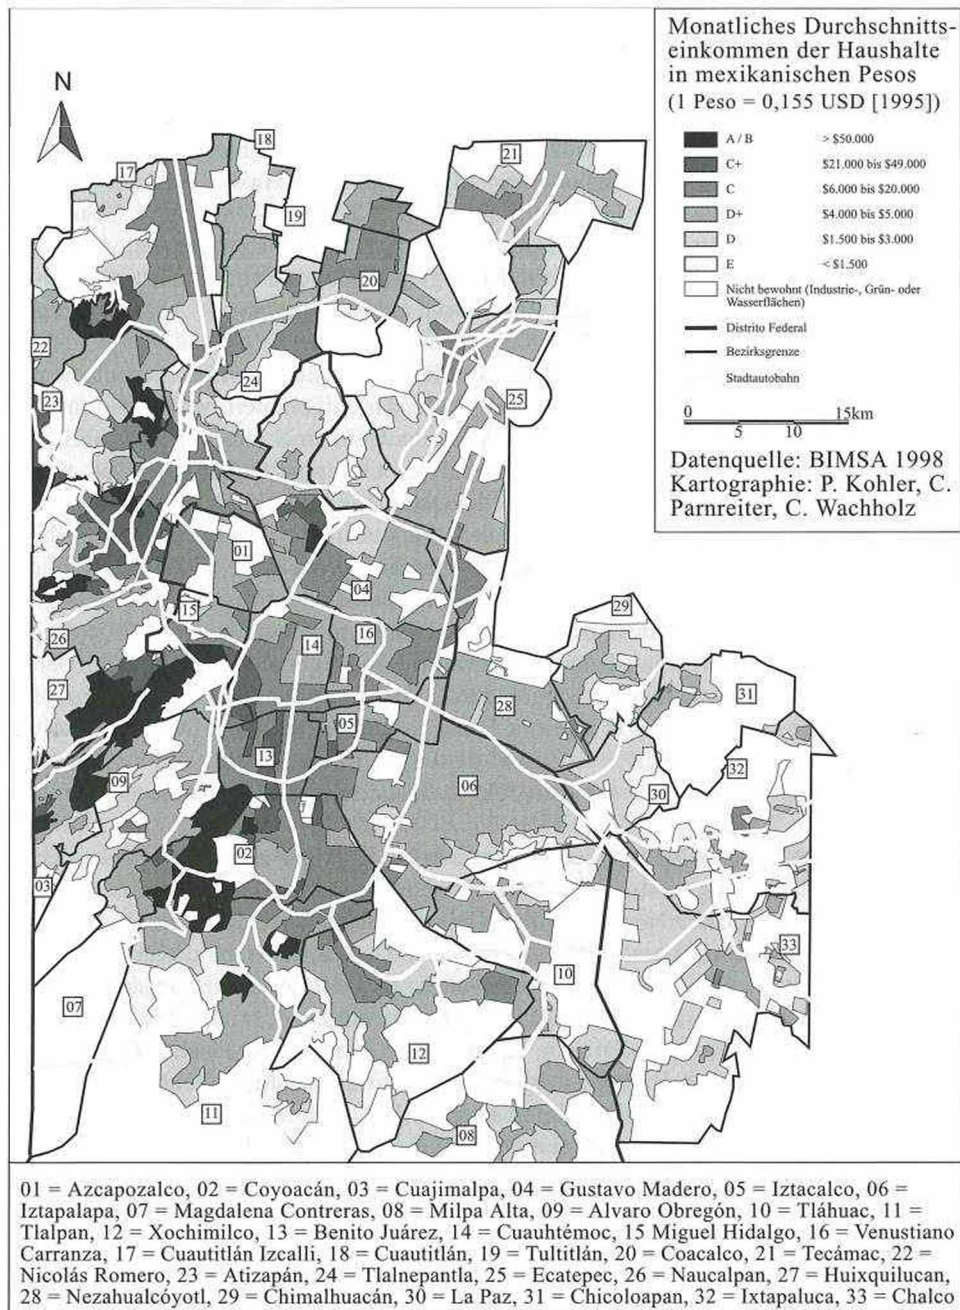 Monatliches Durchschnitts-
einkommen der Haushalte
in mexikanischen Pesos
(1 Peso = 0,155 USD [1995])
A / B > $50.000
C+ $21.000 bis $49.000
C $6.000 bis $20.000
D+ $4.000 bis $5.000
D $1.500 bis $3.000
E < $1.500
Nicht bewohnt (Industrie-, Grün- oder
Wasserflächen)
Distrito Federal
Bezirksgrenze
Stadtautobahn
0 15km
5 10
Datenquelle: BIMSA 1998
Kartographie: P. Kohler, C.
Parnreiter, C. Wachholz
N
18
21
17
19
20
22
24
23
25
01
04
15
29
16
26
14
27
31
28
05
13
32
09
06
30
02
03
33
10
07
12
11
08
01 = Azcapozalco, 02 = Coyoacán, 03 = Cuajimalpa, 04 = Gustavo Madero, 05 = Iztacalco, 06 =
Iztapalapa, 07 = Magdalena Contreras, 08 = Milpa Alta, 09 = Alvaro Obregón, 10 = Tláhuac, 11 =
Tlalpan, 12 = Xochimilco, 13 = Benito Juárez, 14 = Cuauhtémoc, 15 Miguel Hidalgo, 16 = Venustiano
Carranza, 17 = Cuautitlán Izcalli, 18 = Cuautitlán, 19 = Tultitlán, 20 = Coacalco, 21 = Tecámac, 22 =
Nicolás Romero, 23 = Atizapán, 24 = Tlalnepantla, 25 = Ecatepec, 26 = Naucalpan, 27 = Huixquilucan,
28 = Nezahualcóyotl, 29 = Chimalhuacán, 30 = La Paz, 31 = Chicoloapan, 32 = Ixtapaluca, 33 = Chalco